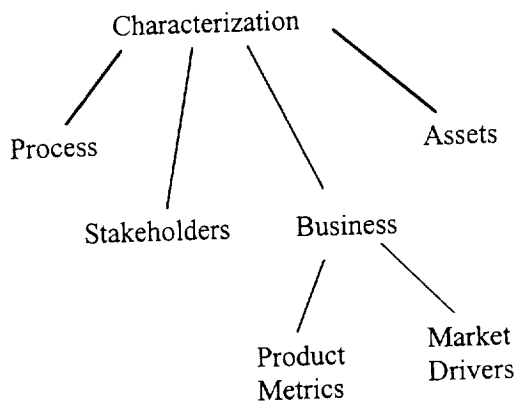 Characterization
Process
Assets
Stakeholders
Business
Product
Metrics
Market
Drivers